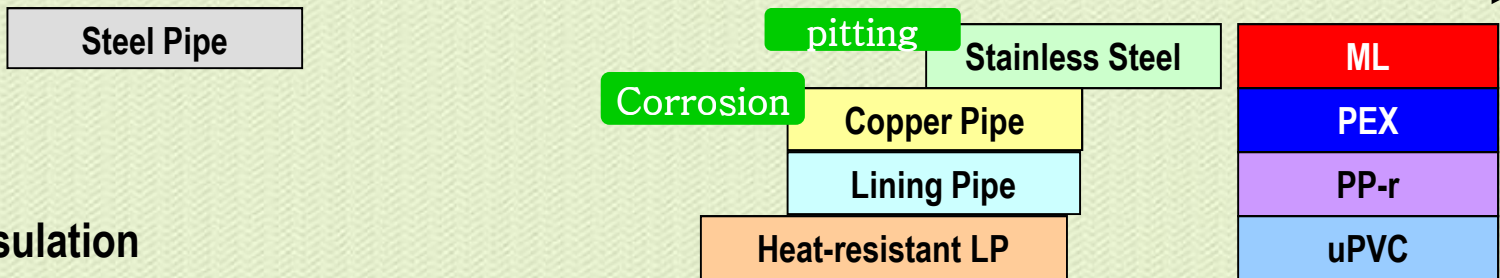 Steel Pipe
pitting
Stainless Steel
ML
Corrosion
Copper Pipe
PEX
Lining Pipe
PP-r
sulation
Heat-resistant LP
uPVC